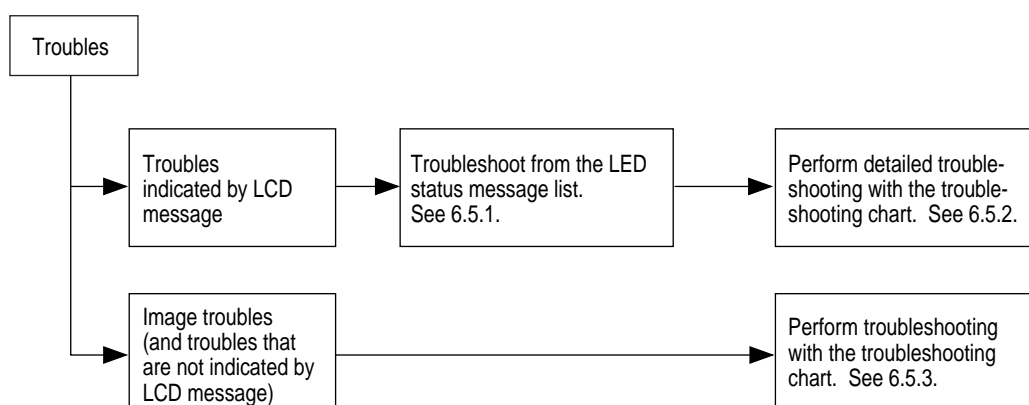 Troubles
Troubles
indicated by LCD
message
Troubleshoot from the LED
status message list.
See 6.5.1.
Perform detailed trouble-
shooting with the trouble-
shooting chart.  See 6.5.2.
Image troubles
(and troubles that
are not indicated by
LCD message)
Perform troubleshooting
with the troubleshooting
chart.  See 6.5.3.